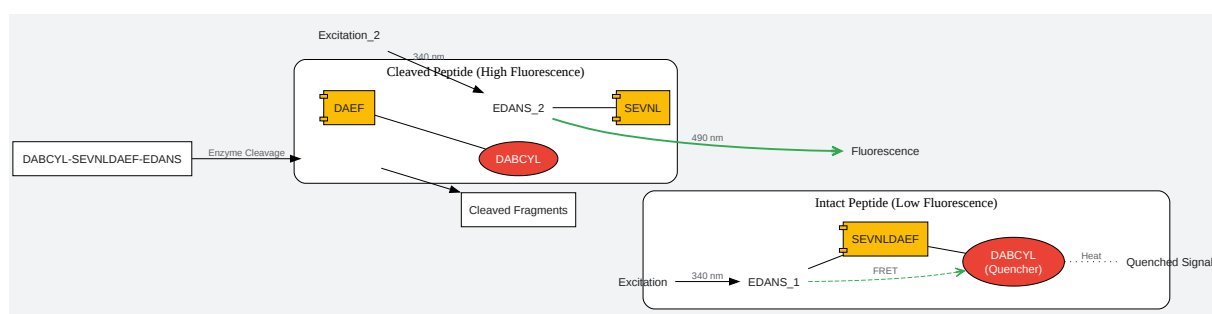 Excitation_2
340 nm
Cleaved Peptide (High Fluorescence)
DAEF
EDANS_2
SEVNL
490 nm
Fluorescence
DABCYL-SEVNLDAEF-EDANS
Enzyme Cleavage
DABCYL
Cleaved Fragments
Intact Peptide (Low Fluorescence)
SEVNLDAEF
DABCYL
(Quencher)
Heat
Quenched Signal
FRET
Excitation
340 nm
EDANS_1